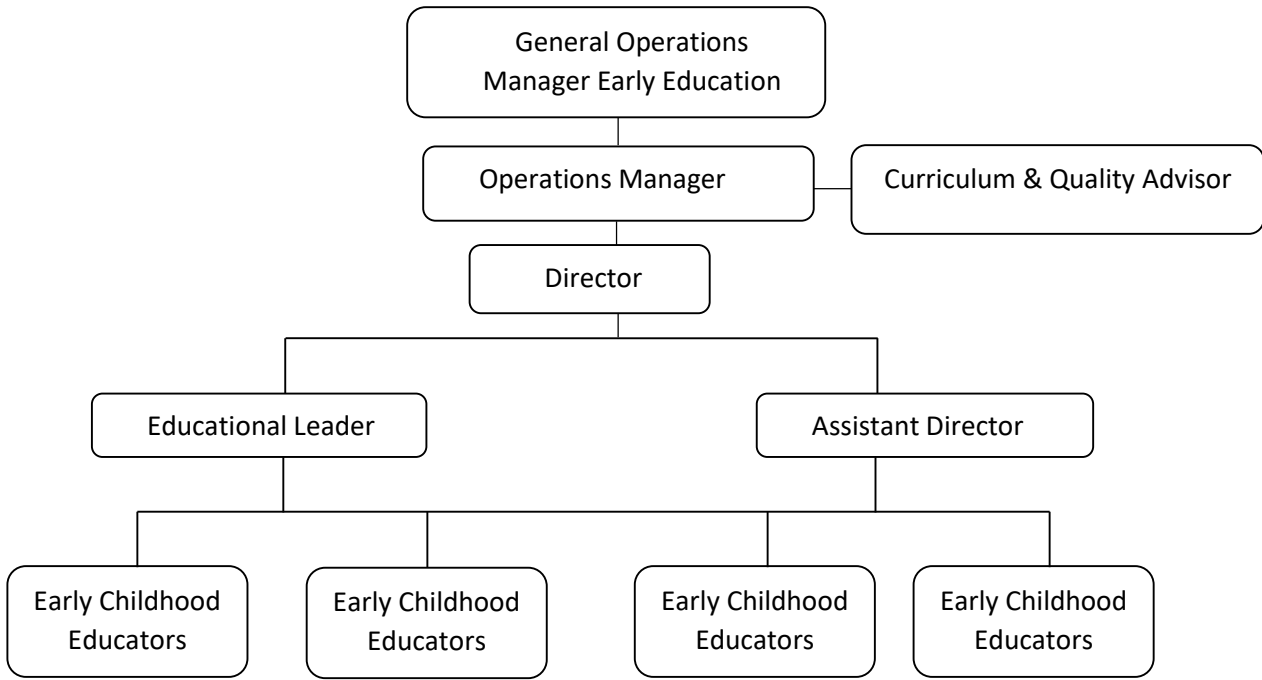 General Operations
Manager Early Education
Operations Manager
Curriculum & Quality Advisor
Director
Educational Leader
Assistant Director
Early Childhood
Educators
Early Childhood
Educators
Early Childhood
Educators
Early Childhood
Educators